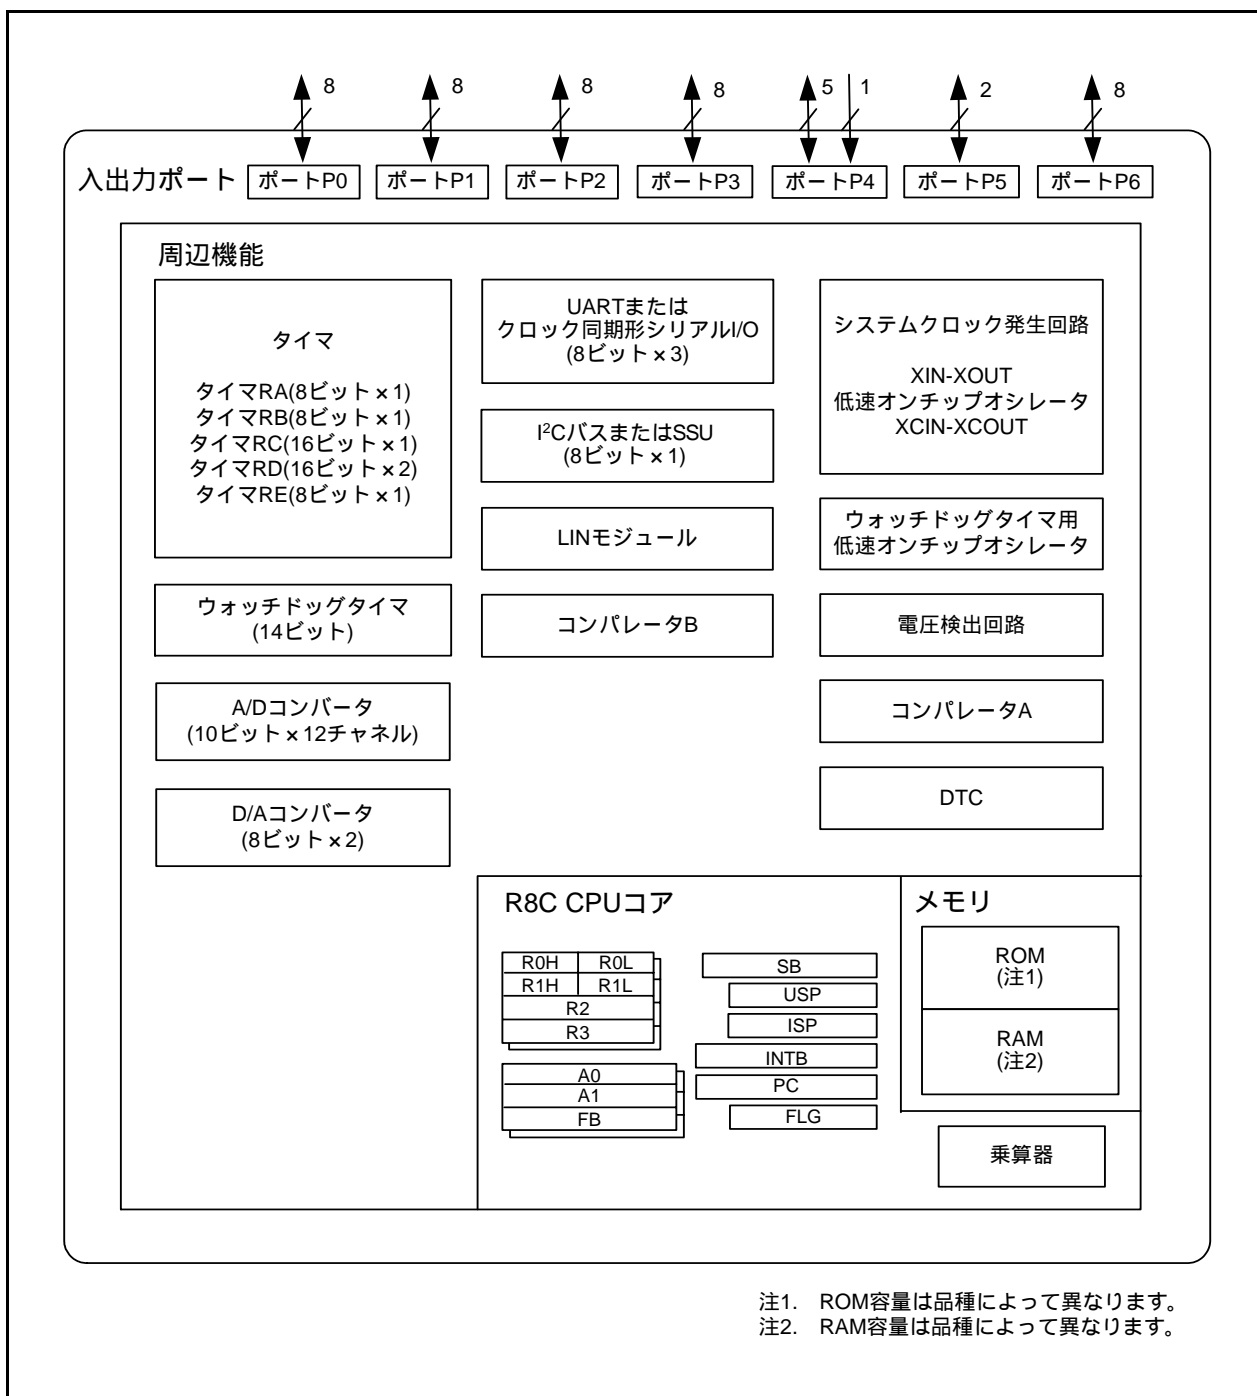 8 8 8 8 5 1 2 8
入出力ポート ポートP0 ポートP1 ポートP2 ポートP3 ポートP4 ポートP5 ポートP6
周辺機能
タイマ
タイマRA(8ビット×1)
タイマRB(8ビット×1)
タイマRC(16ビット×1)
タイマRD(16ビット×2)
タイマRE(8ビット×1)
ウォッチドッグタイマ
(14ビット)
A/Dコンバータ
(10ビット×12チャネル)
D/Aコンバータ
(8ビット×2)
UARTまたは
クロック同期形シリアルI/O
(8ビット×3)
I²CバスまたはSSU
(8ビット×1)
LINモジュール
コンパレータB
システムクロック発生回路
XIN-XOUT
低速オンチップオシレータ
XCIN-XCOUT
ウォッチドッグタイマ用
低速オンチップオシレータ
電圧検出回路
コンパレータA
DTC
R8C CPUコア
R0H R0L
R1H R1L
R2
R3
A0
A1
FB
SB
USP
ISP
INTB
PC
FLG
メモリ
ROM
(注1)
RAM
(注2)
乗算器
注1. ROM容量は品種によって異なります。
注2. RAM容量は品種によって異なります。